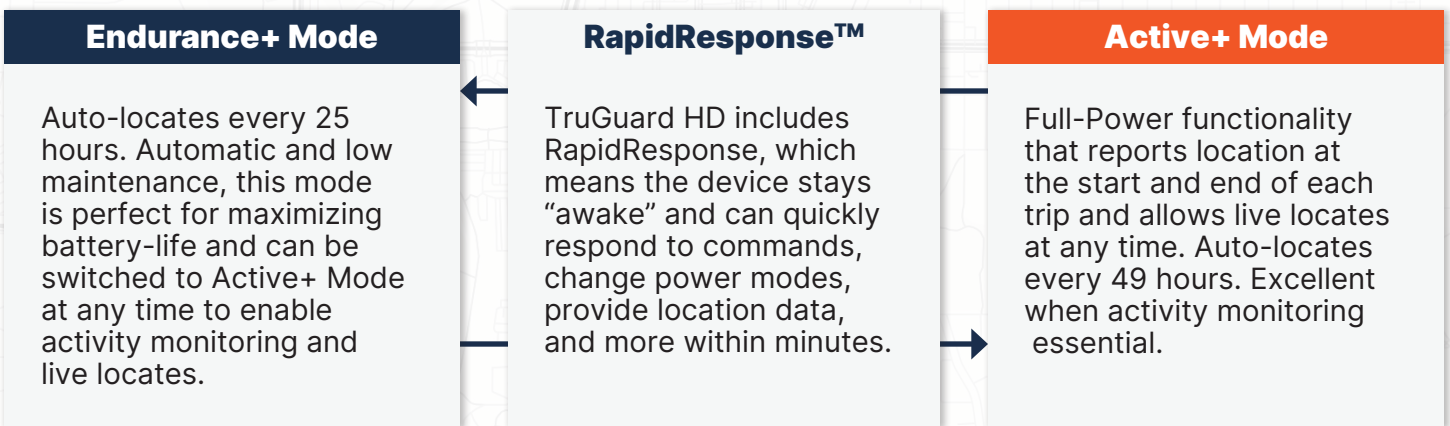 Endurance+ Mode
Auto-locates every 25
hours. Automatic and low
maintenance, this mode
is perfect for maximizing
battery-life and can be
switched to Active+ Mode
at any time to enable
activity monitoring and
live locates.
RapidResponse™
TruGuard HD includes
RapidResponse, which
means the device stays
“awake” and can quickly
respond to commands,
change power modes,
provide location data,
and more within minutes.
Active+ Mode
Full-Power functionality
that reports location at
the start and end of each
trip and allows live locates
at any time. Auto-locates
every 49 hours. Excellent
when activity monitoring
essential.